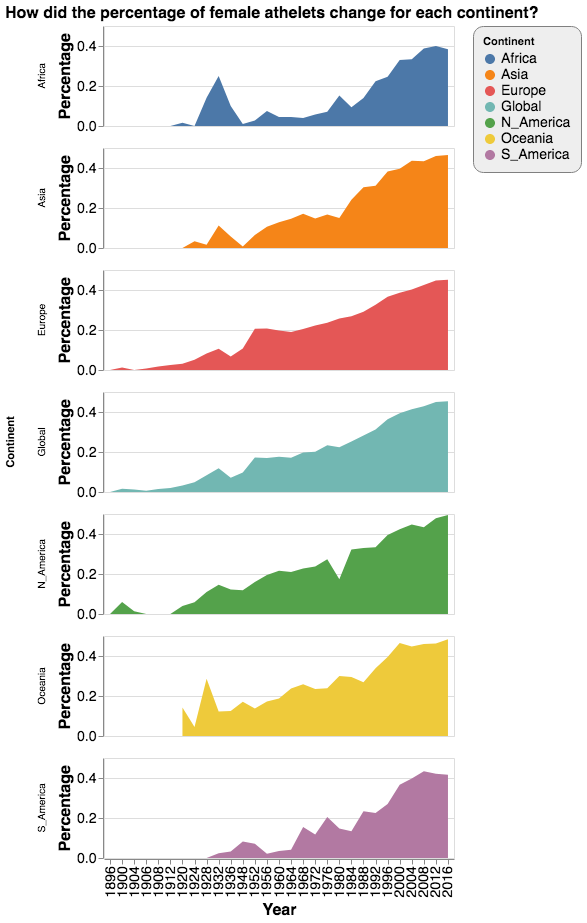 How did the percentage of female athelets change for each continent?
Continent
Africa
Asia
Europe
Global
N_America
Oceania
S_America
Continent
Africa
Percentage
0.4
0.2
0.0
Asia
Percentage
0.4
0.2
0.0
Europe
Percentage
0.4
0.2
0.0
Global
Percentage
0.4
0.2
0.0
N_America
Percentage
0.4
0.2
0.0
Oceania
Percentage
0.4
0.2
0.0
S_America
Percentage
0.4
0.2
0.0
1896
1900
1904
1906
1908
1912
1920
1924
1928
1932
1936
1948
1952
1956
1960
1964
1968
1972
1976
1980
1984
1988
1992
1996
2000
2004
2008
2012
2016
Year